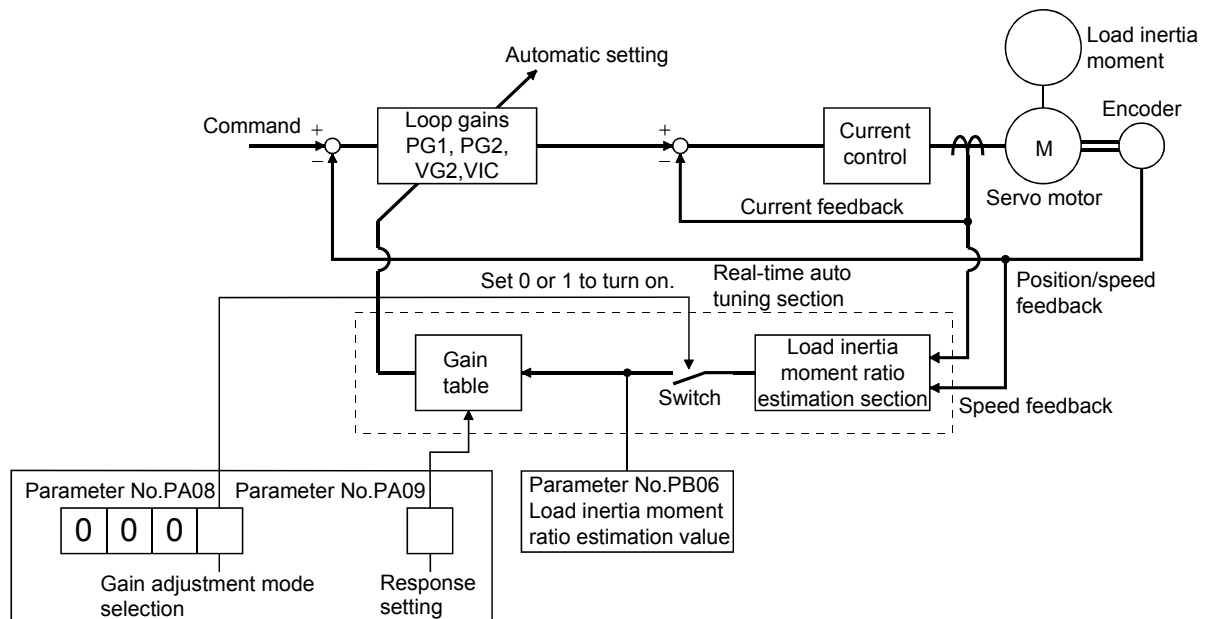 Automatic setting
Load inertia
moment
Command
+
−
Loop gains
PG1, PG2,
VG2,VIC
+
−
Current
control
M
Encoder
Servo motor
Current feedback
Set 0 or 1 to turn on.
Real-time auto
tuning section
Position/speed
feedback
Gain
table
Switch
Load inertia
moment ratio
estimation section
Speed feedback
Parameter No.PA08
Parameter No.PA09
0 0 0
Gain adjustment mode
selection
Response
setting
Parameter No.PB06
Load inertia moment
ratio estimation value